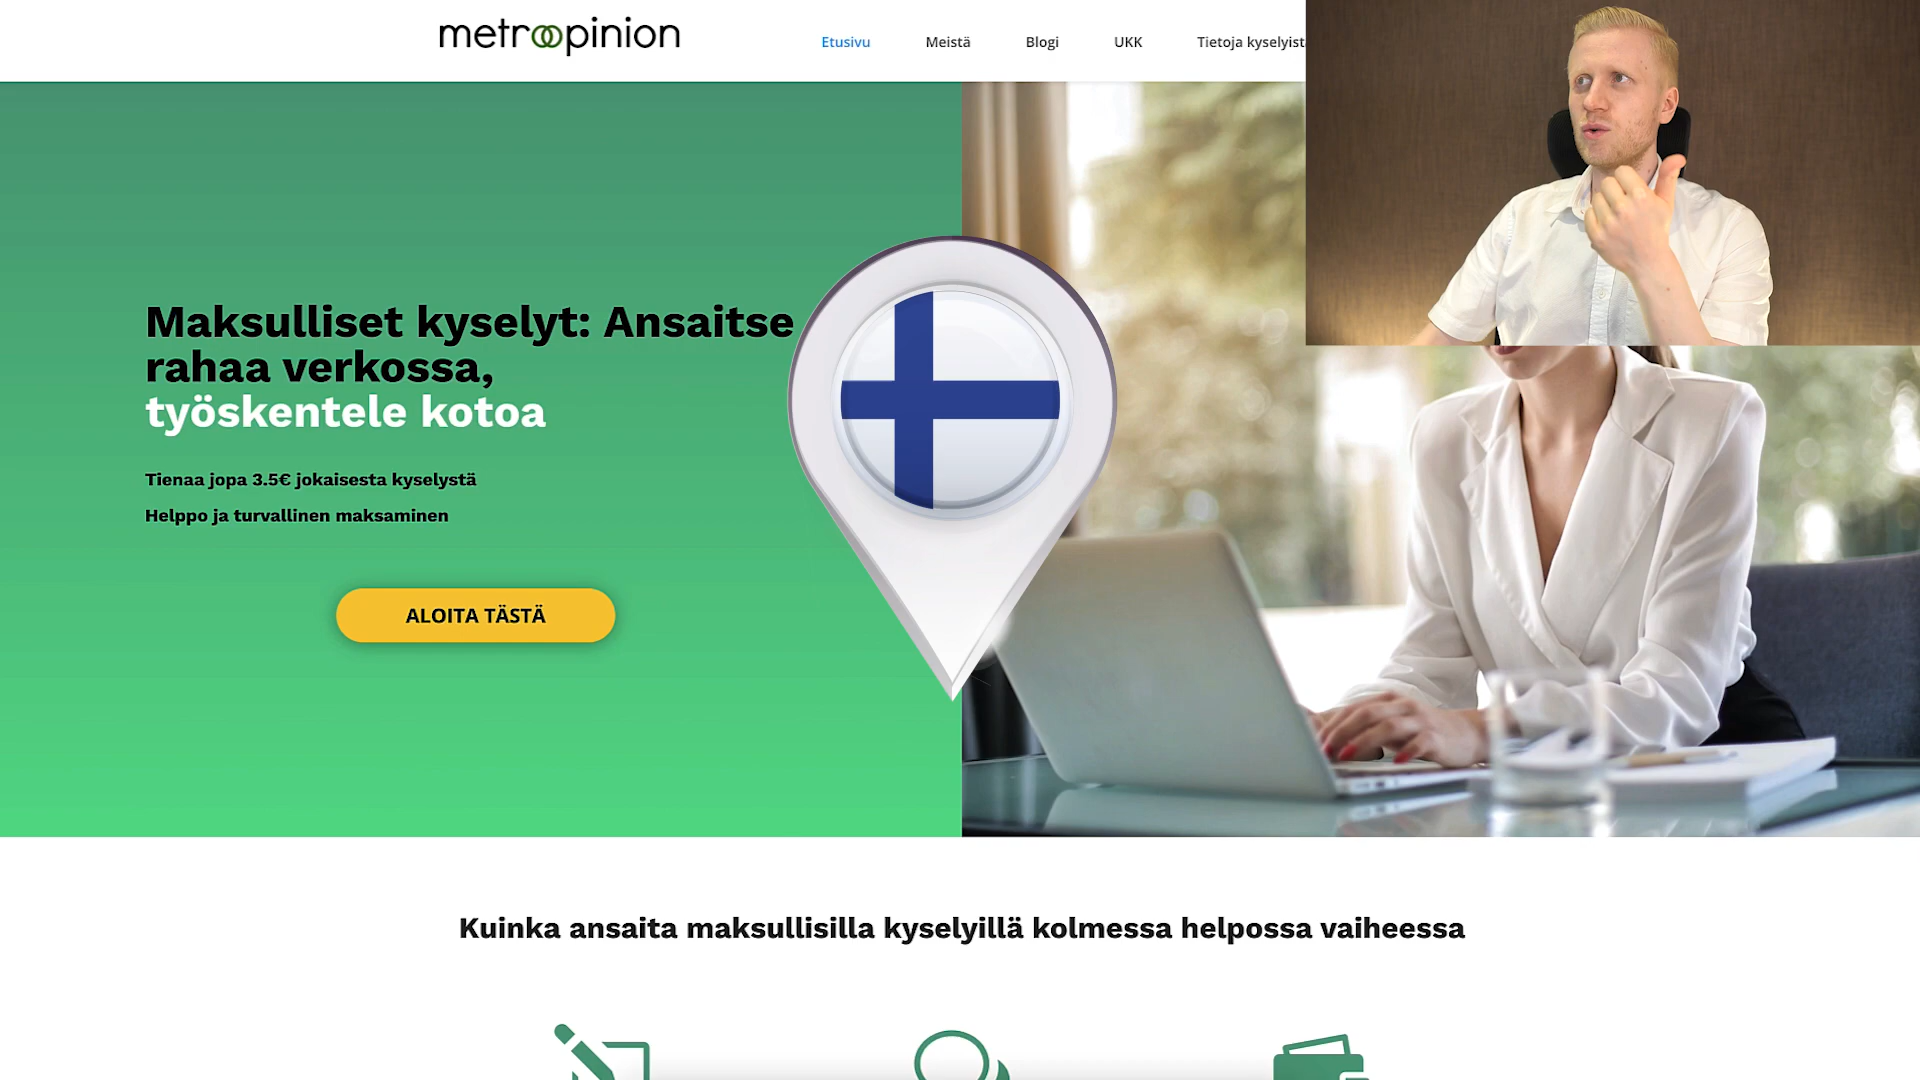 metroopinion
Etusivu
Meistä
Blogi
UKK
Tietoja kyselyist
Maksulliset kyselyt: Ansaitse
rahaa verkossa,
työskentele kotoa
Tienaa jopa 3.5€ jokaisesta kyselystä
Helppo ja turvallinen maksaminen
ALOITA TÄSTÄ
Kuinka ansaita maksullisilla kyselyillä kolmessa helpossa vaiheessa